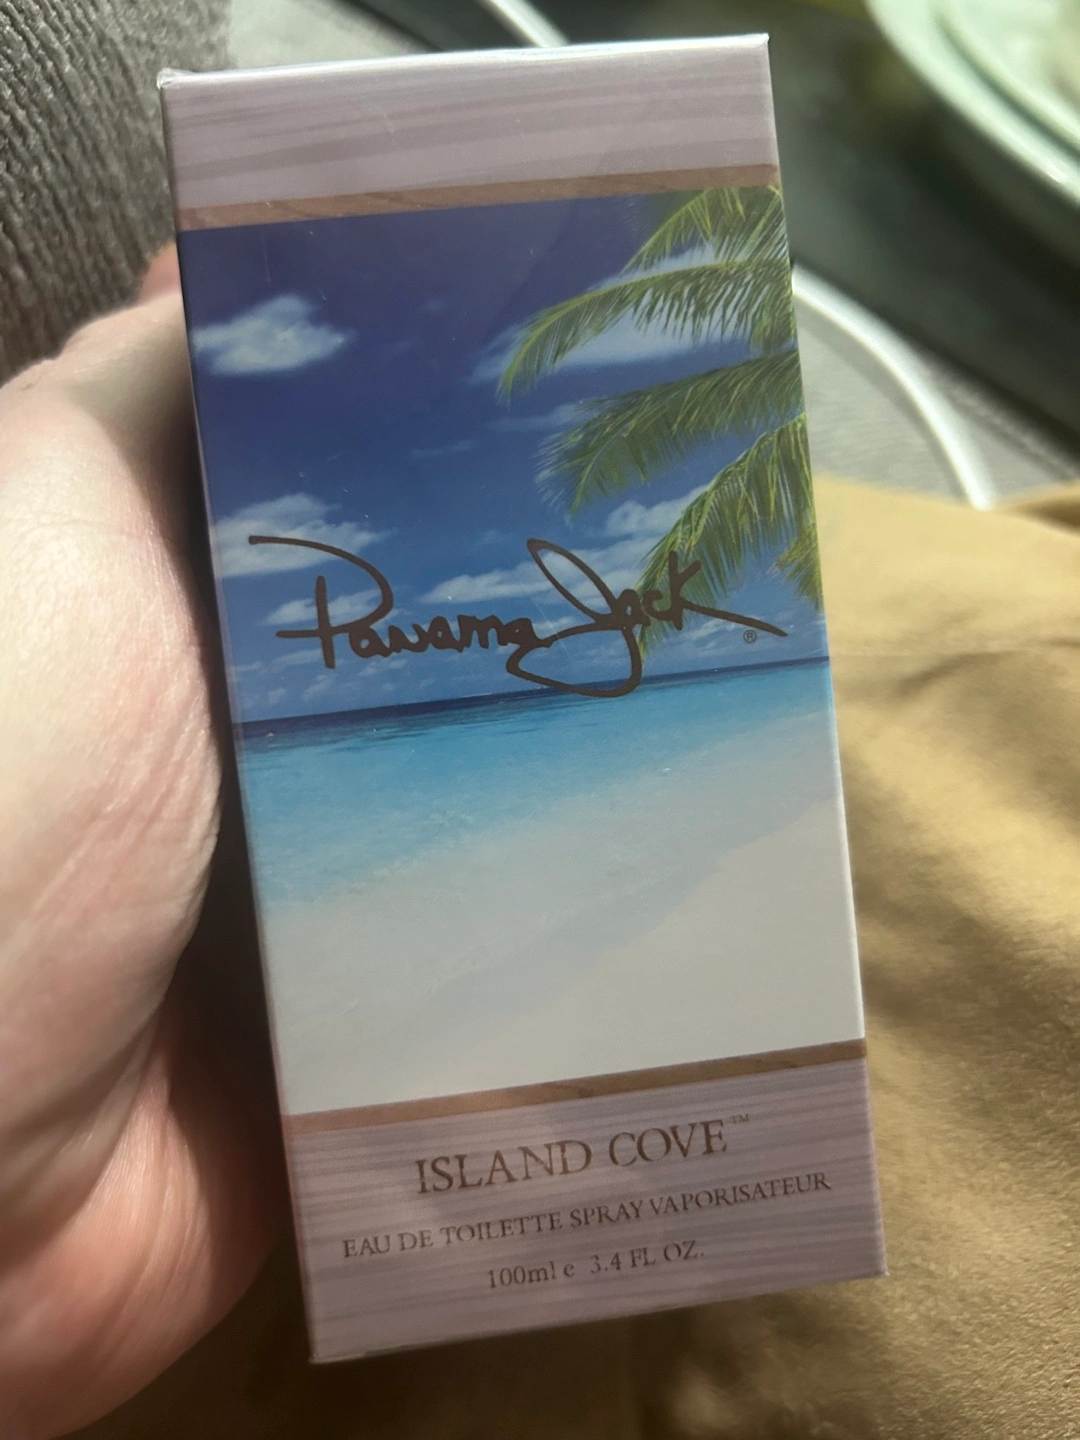 Panama Jack ®
ISLAND COVE™
EAU DE TOILETTE SPRAY VAPORISATEUR
100ml e 3.4 FL OZ.